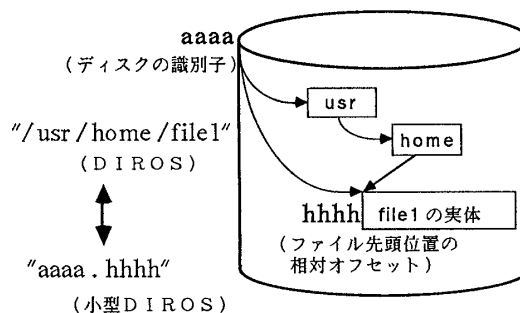 aaaa
(ディスクの識別子)
usr
"/usr/home/file1"
home
(DIROS)
hhhh
file1の実体
(ファイル先頭位置の
相対オフセット)
"aaaa.hhhh"
(小型DIROS)